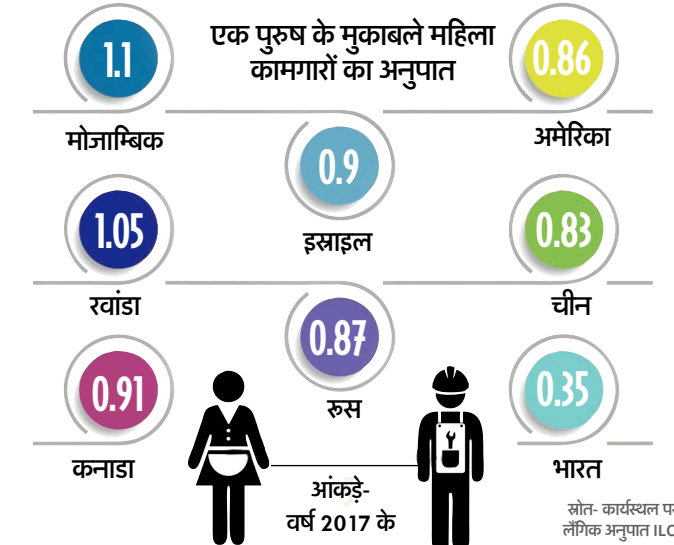 एक पुरुष के मुकाबले महिला
कामगारों का अनुपात
1.1
मोजाम्बिक
0.86
अमेरिका
0.9
इस्राइल
1.05
रवांडा
0.83
चीन
0.87
रूस
0.91
कनाडा
0.35
भारत
आंकड़े-
वर्ष 2017 के
स्रोत- कार्यस्थल
लैंगिक अनुपात ILO